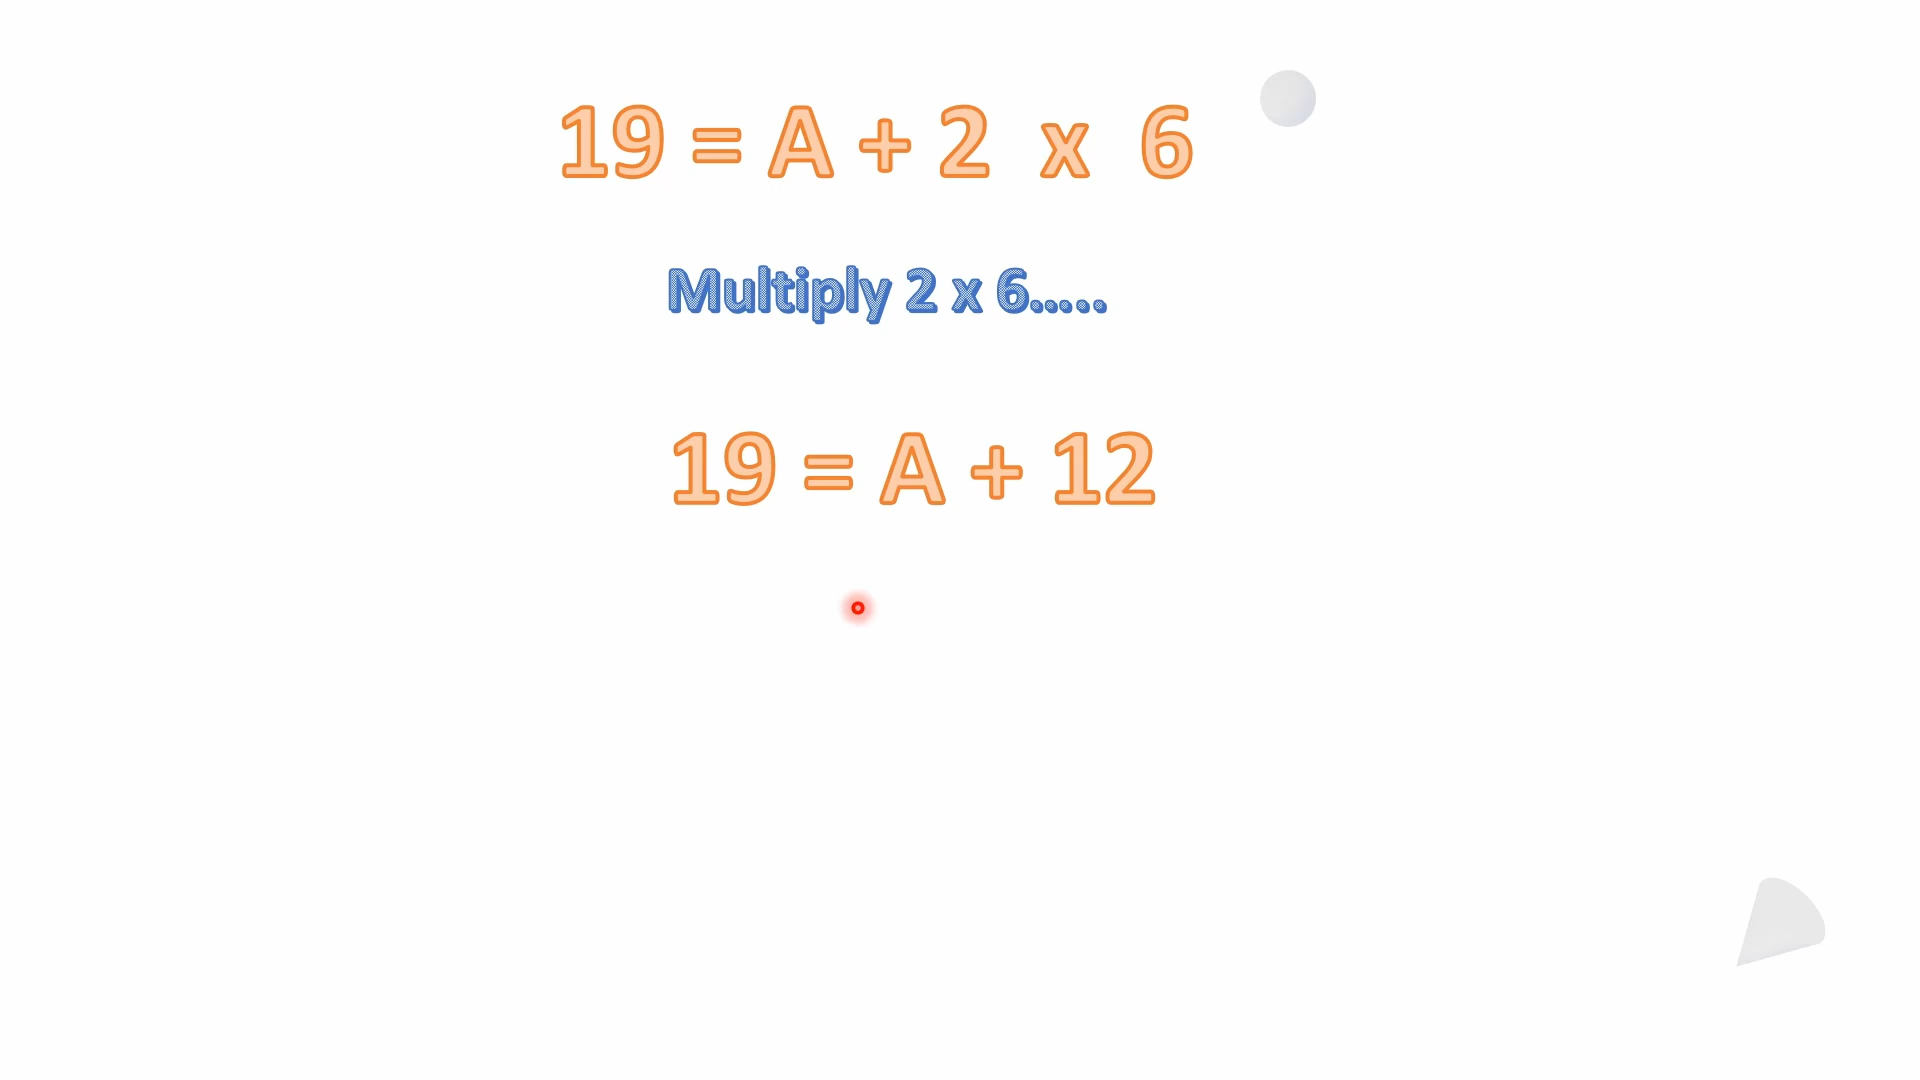 19 = A + 2 x 6
Multiply 2 x 6…..
19 = A + 12